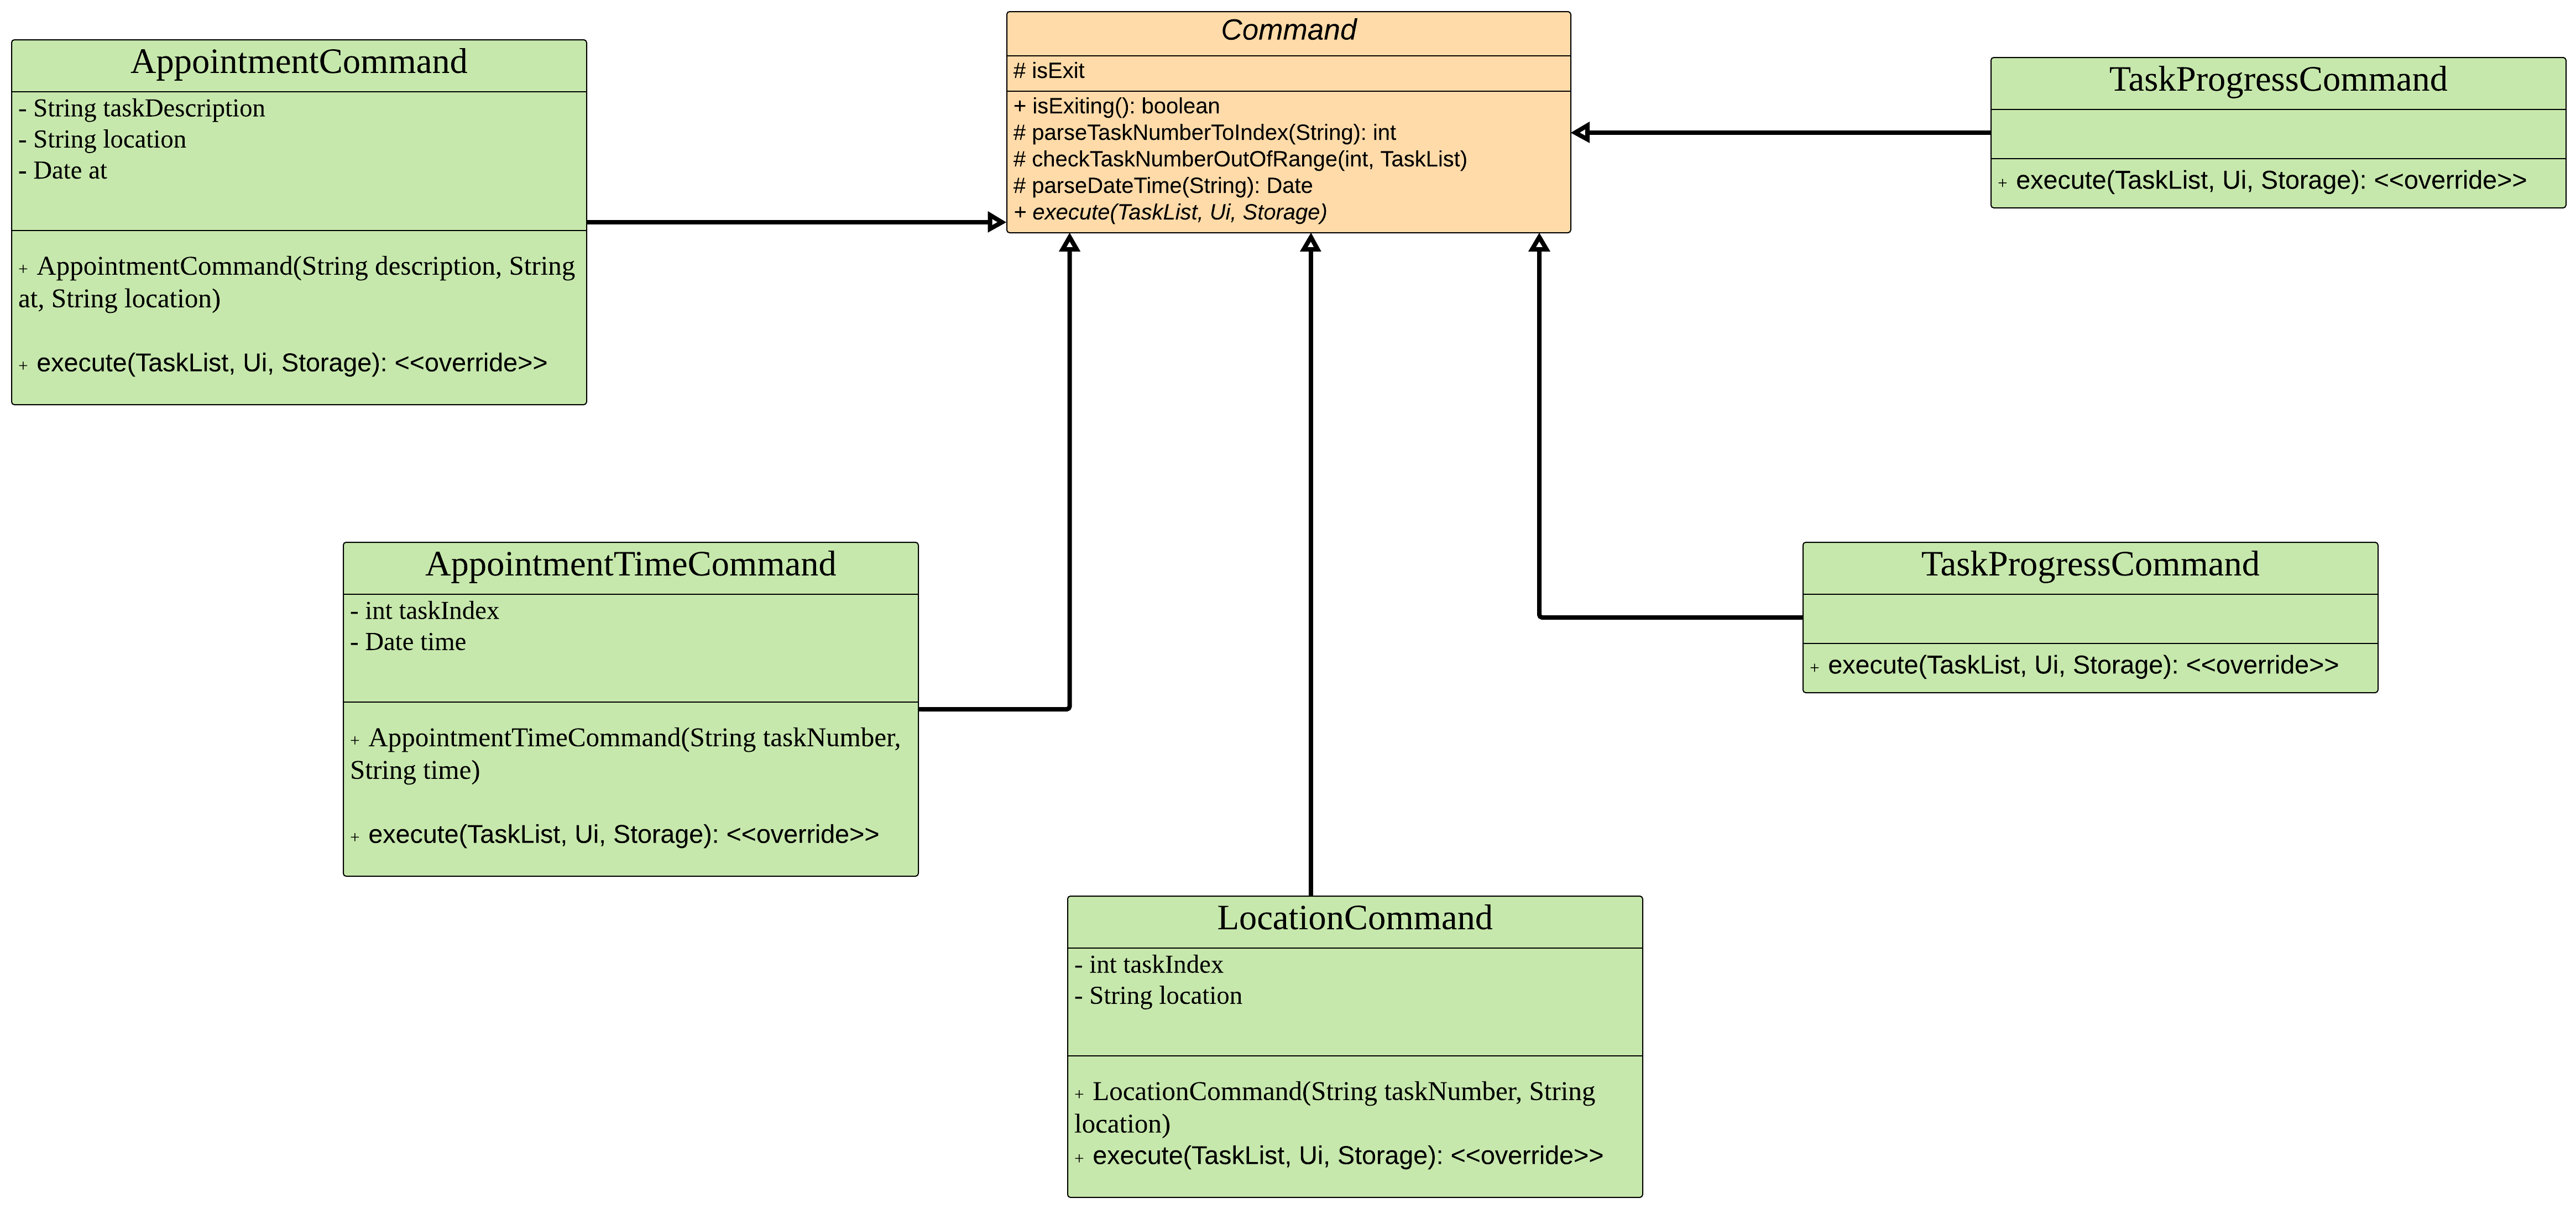 AppointmentCommand
- String taskDescription
- String location
- Date at
+ AppointmentCommand(String description, String
at, String location)
+ execute(TaskList, Ui, Storage): <<override>>
Command
# isExit
+ isExiting(): boolean
# parseTaskNumberToIndex(String): int
# checkTaskNumberOutOfRange(int, TaskList)
# parseDateTime(String): Date
+ execute(TaskList, Ui, Storage)
TaskProgressCommand
+ execute(TaskList, Ui, Storage): <<override>>
AppointmentTimeCommand
- int taskIndex
- Date time
+ AppointmentTimeCommand(String taskNumber,
String time)
+ execute(TaskList, Ui, Storage): <<override>>
TaskProgressCommand
+ execute(TaskList, Ui, Storage): <<override>>
LocationCommand
- int taskIndex
- String location
+ LocationCommand(String taskNumber, String
location)
+ execute(TaskList, Ui, Storage): <<override>>